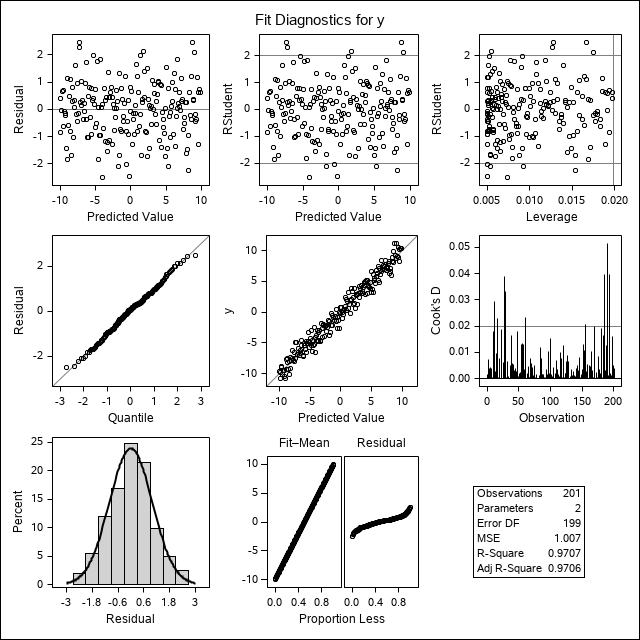 Fit Diagnostics for y
Residual
2
1
0
-1
-2
-10 -5 0 5 10
Predicted Value
RStudent
2
1
0
-1
-2
-10 -5 0 5 10
Predicted Value
RStudent
2
1
0
-1
-2
0.005 0.010 0.015 0.020
Leverage
Residual
2
0
-2
-3 -2 -1 0 1 2 3
Quantile
y
10
5
0
-5
-10
-10 -5 0 5 10
Predicted Value
Cook's D
0.05
0.04
0.03
0.02
0.01
0.00
0 50 100 150 200
Observation
Percent
25
20
15
10
5
0
-3 -1.8 -0.6 0.6 1.8 3
Residual
Fit–Mean Residual
10
5
0
-5
-10
0.0 0.4 0.8 0.0 0.4 0.8
Proportion Less
Observations 201
Parameters 2
Error DF 199
MSE 1.007
R-Square 0.9707
Adj R-Square 0.9706